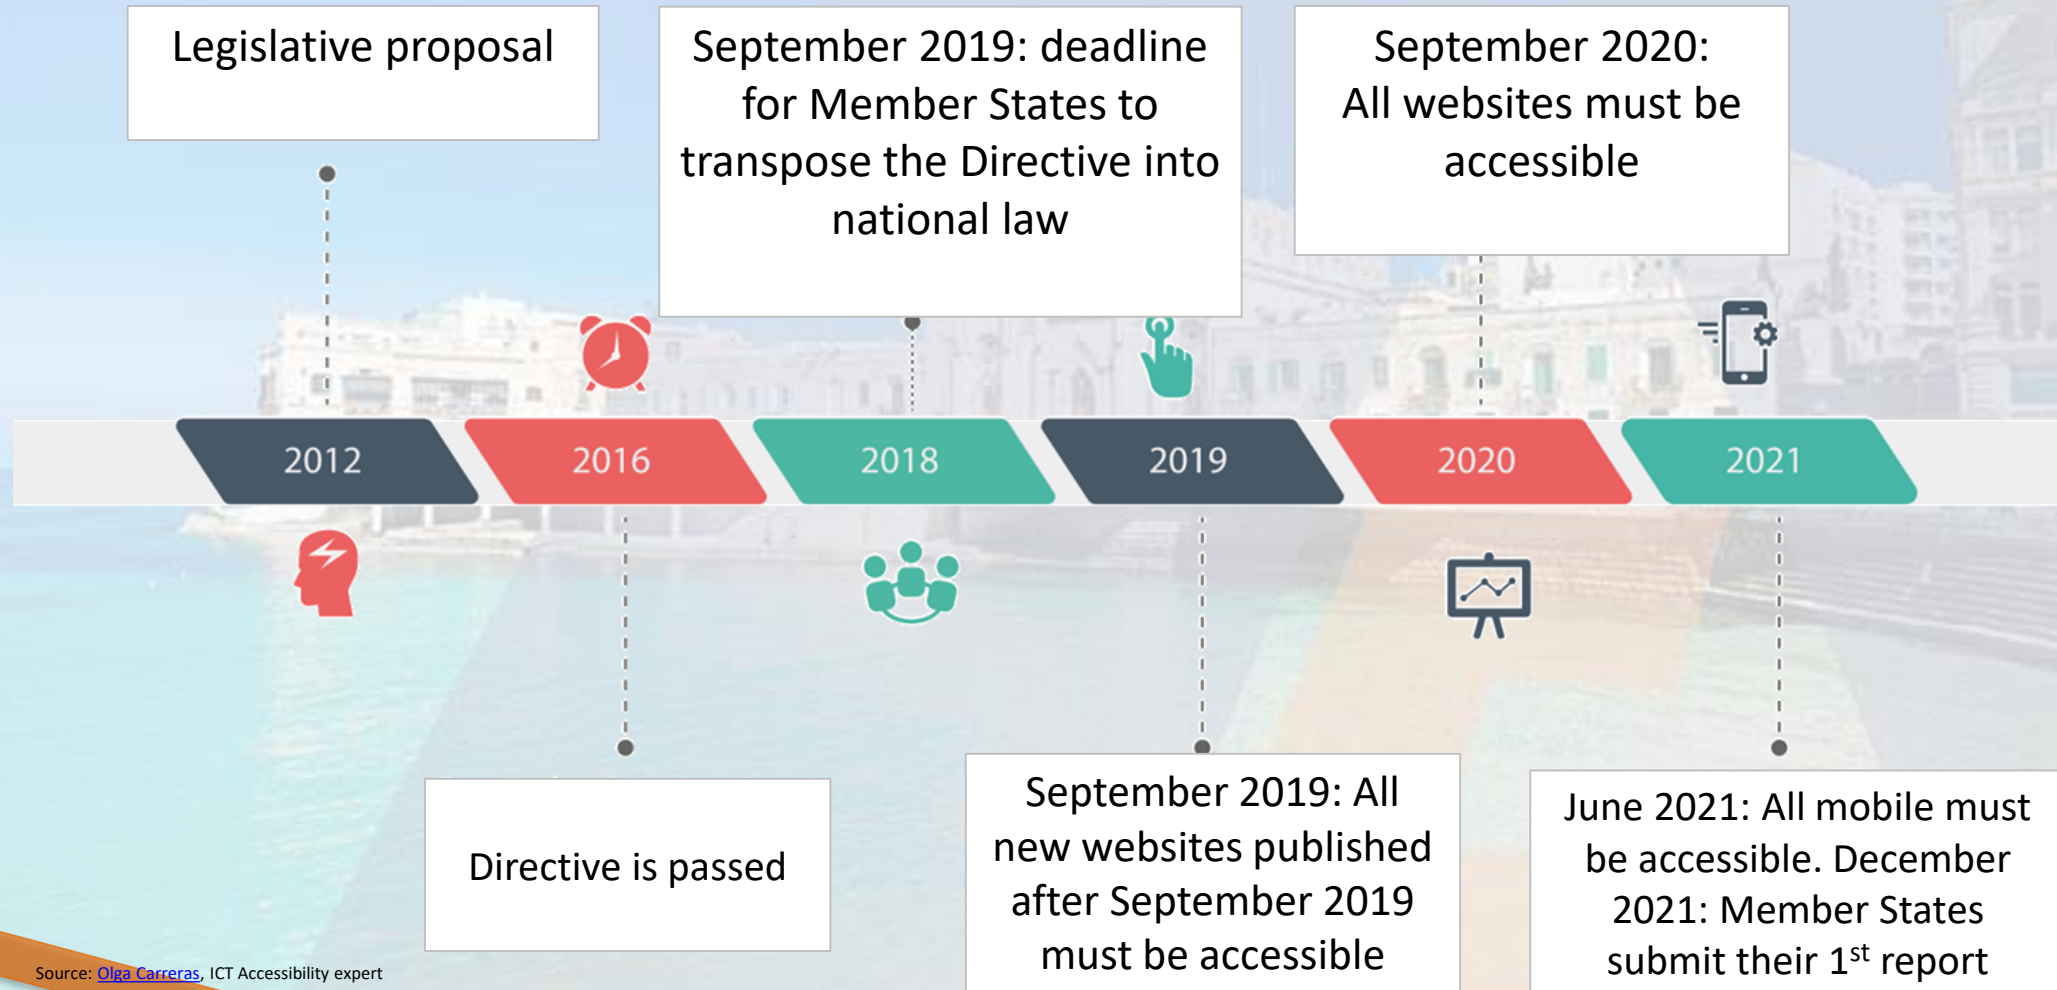 Legislative proposal
September 2019: deadline
for Member States to
transpose the Directive into
national law
September 2020:
All websites must be
accessible
2012
2016
2018
2019
2020
2021
Directive is passed
September 2019: All
new websites published
after September 2019
must be accessible
June 2021: All mobile must
be accessible. December
2021: Member States
submit their 1st report
Source: Olga Carreras, ICT Accessibility expert